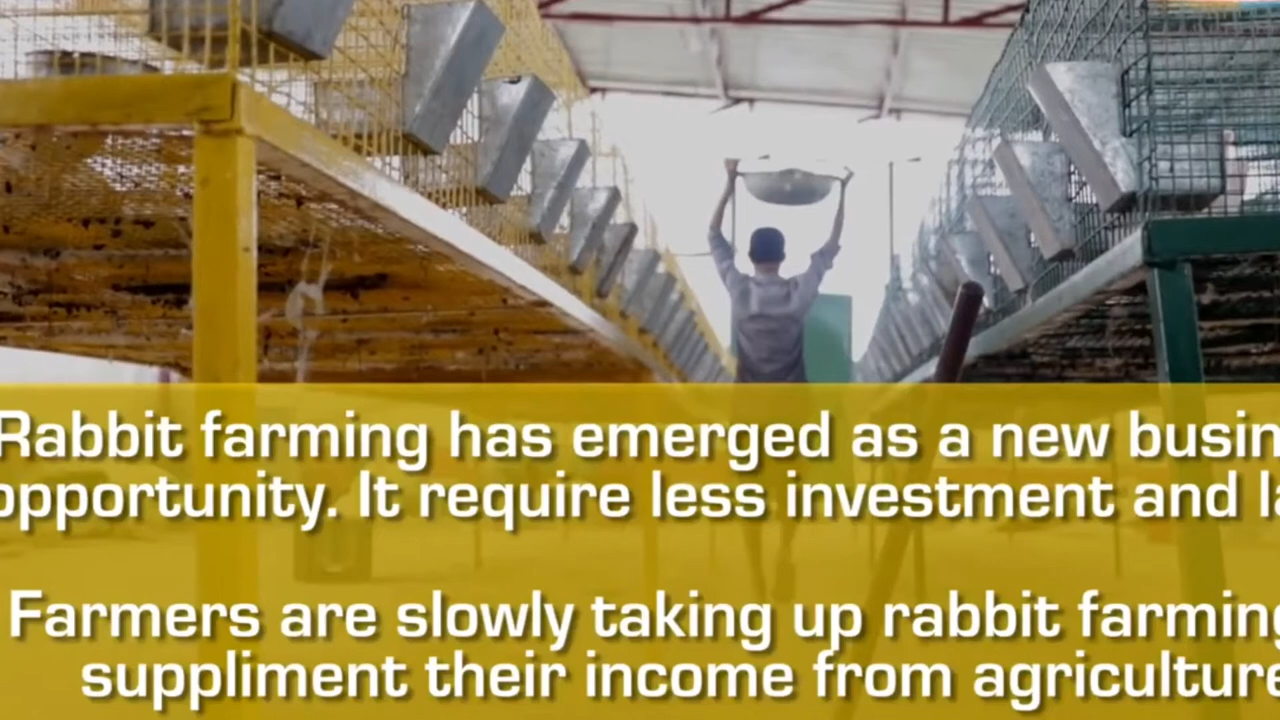 Rabbit farming has emerged as a new busin
opportunity. It require less investment and la
Farmers are slowly taking up rabbit farming
suppliment their income from agriculture